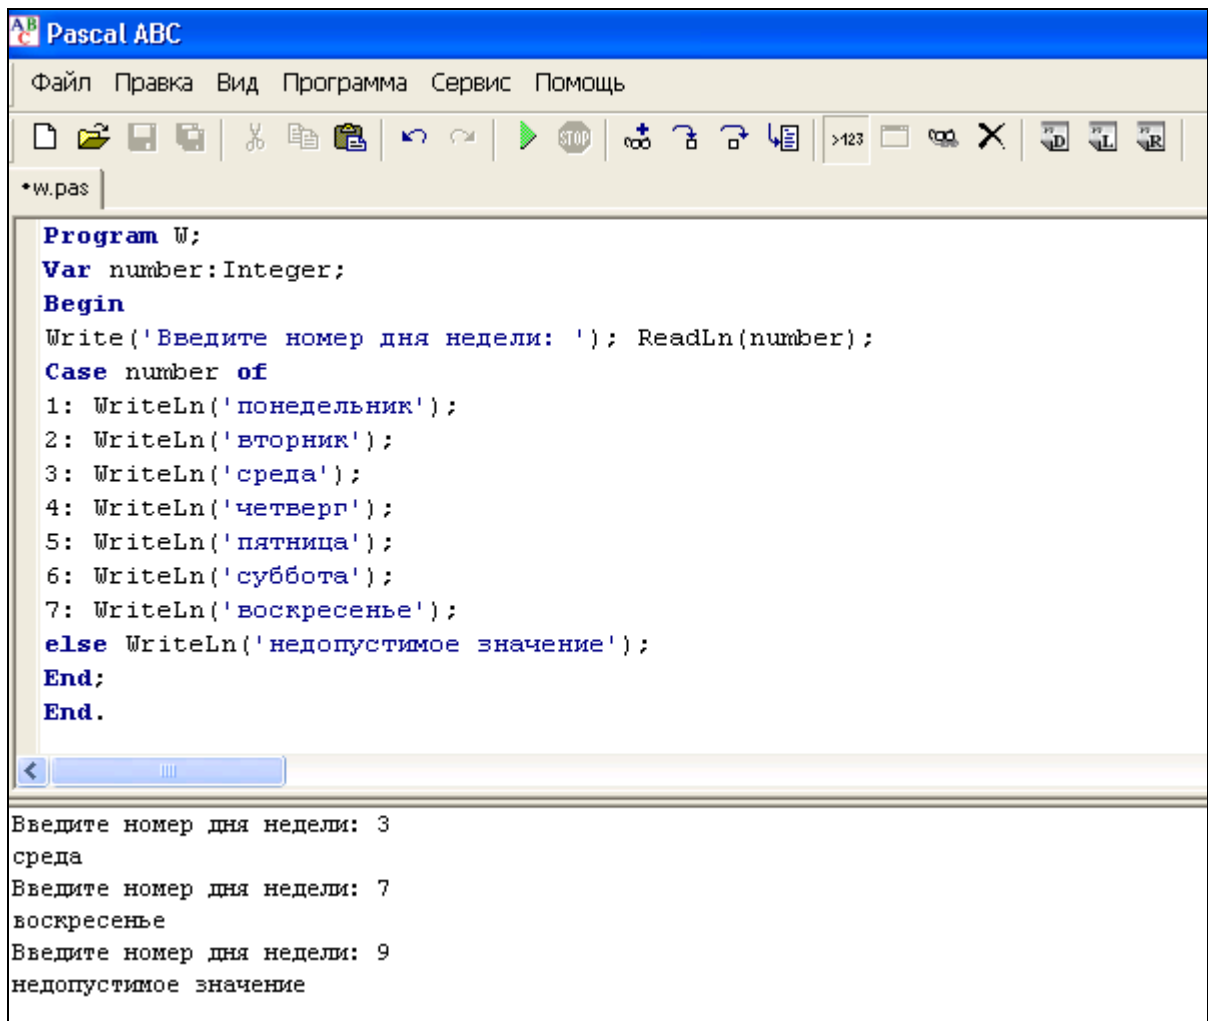 Pascal ABC
Файл Правка Вид Программа Сервис Помощь
STOP >123 D L R
•w.pas
Program W;
Var number:Integer;
Begin
Write('Введите номер дня недели: '); ReadLn(number);
Case number of
1: WriteLn('понедельник');
2: WriteLn('вторник');
3: WriteLn('среда');
4: WriteLn('четверг');
5: WriteLn('пятница');
6: WriteLn('суббота');
7: WriteLn('воскресенье');
else WriteLn('недопустимое значение');
End;
End.
Введите номер дня недели: 3
среда
Введите номер дня недели: 7
воскресенье
Введите номер дня недели: 9
недопустимое значение